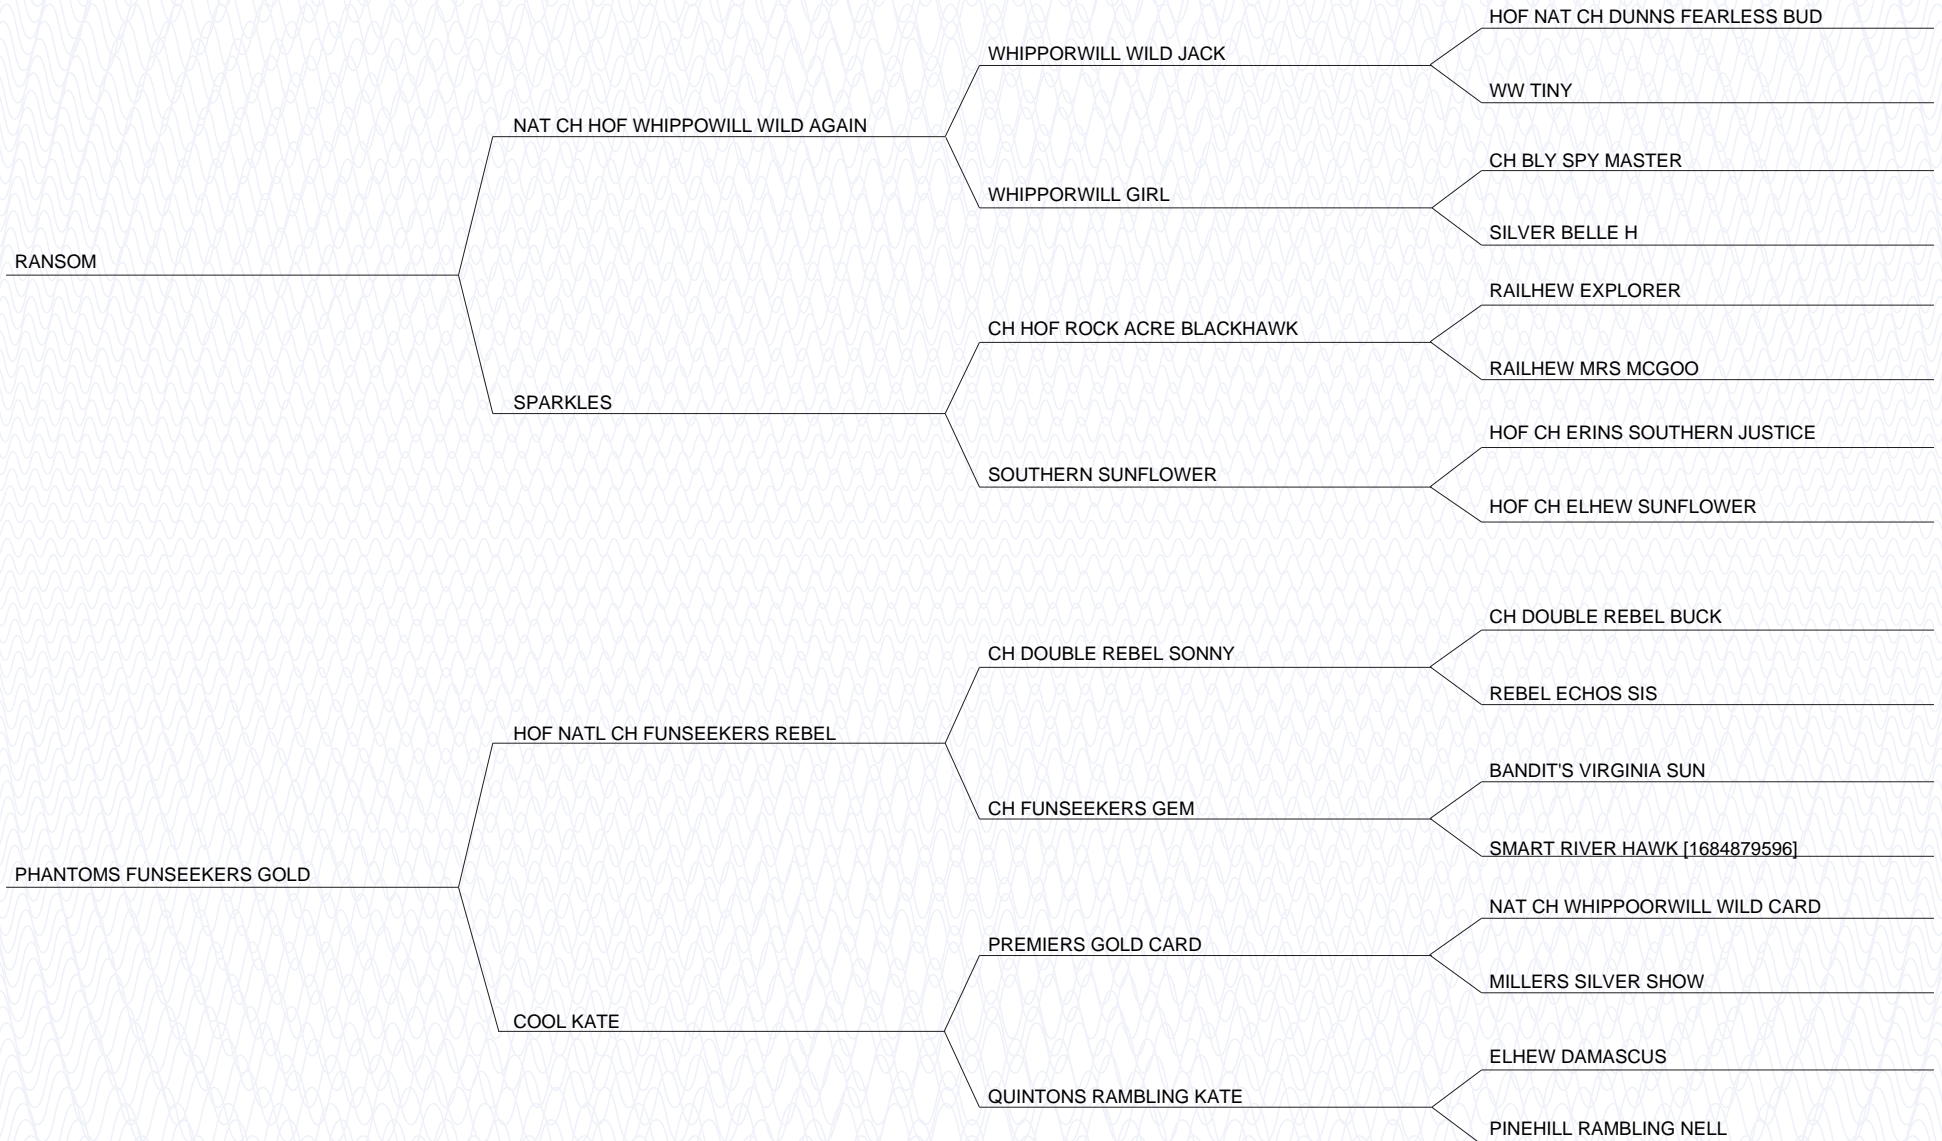 HOF NAT CH DUNNS FEARLESS BUD
WHIPPORWILL WILD JACK
WW TINY
NAT CH HOF WHIPPOWILL WILD AGAIN
CH BLY SPY MASTER
WHIPPORWILL GIRL
SILVER BELLE H
RANSOM
RAILHEW EXPLORER
CH HOF ROCK ACRE BLACKHAWK
RAILHEW MRS MCGOO
SPARKLES
HOF CH ERINS SOUTHERN JUSTICE
SOUTHERN SUNFLOWER
HOF CH ELHEW SUNFLOWER
CH DOUBLE REBEL BUCK
CH DOUBLE REBEL SONNY
REBEL ECHOS SIS
HOF NATL CH FUNSEEKERS REBEL
BANDIT'S VIRGINIA SUN
CH FUNSEEKERS GEM
SMART RIVER HAWK [1684879596]
PHANTOMS FUNSEEKERS GOLD
NAT CH WHIPPOORWILL WILD CARD
PREMIERS GOLD CARD
MILLERS SILVER SHOW
COOL KATE
ELHEW DAMASCUS
QUINTONS RAMBLING KATE
PINEHILL RAMBLING NELL